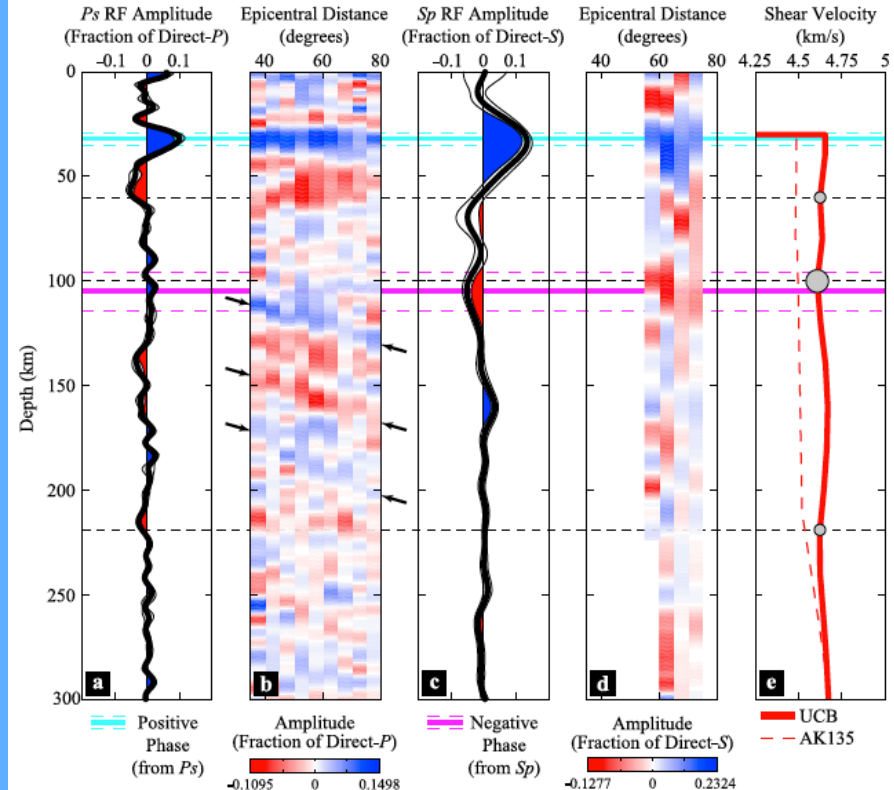 Ps RF Amplitude
(Fraction of Direct-P)
-0.1 0 0.1
Epicentral Distance
(degrees)
40 60 80
Sp RF Amplitude
(Fraction of Direct-S)
-0.1 0 0.1
Epicentral Distance
(degrees)
40 60 80
Shear Velocity
(km/s)
4.25 4.5 4.75 5
0
50
100
150
200
250
300
Depth (km)
a
b
c
d
e
Positive
Phase
(from Ps)
Amplitude
(Fraction of Direct-P)
-0.1095 0 0.1498
Negative
Phase
(from Sp)
Amplitude
(Fraction of Direct-S)
-0.1277 0 0.2324
UCB
AK135